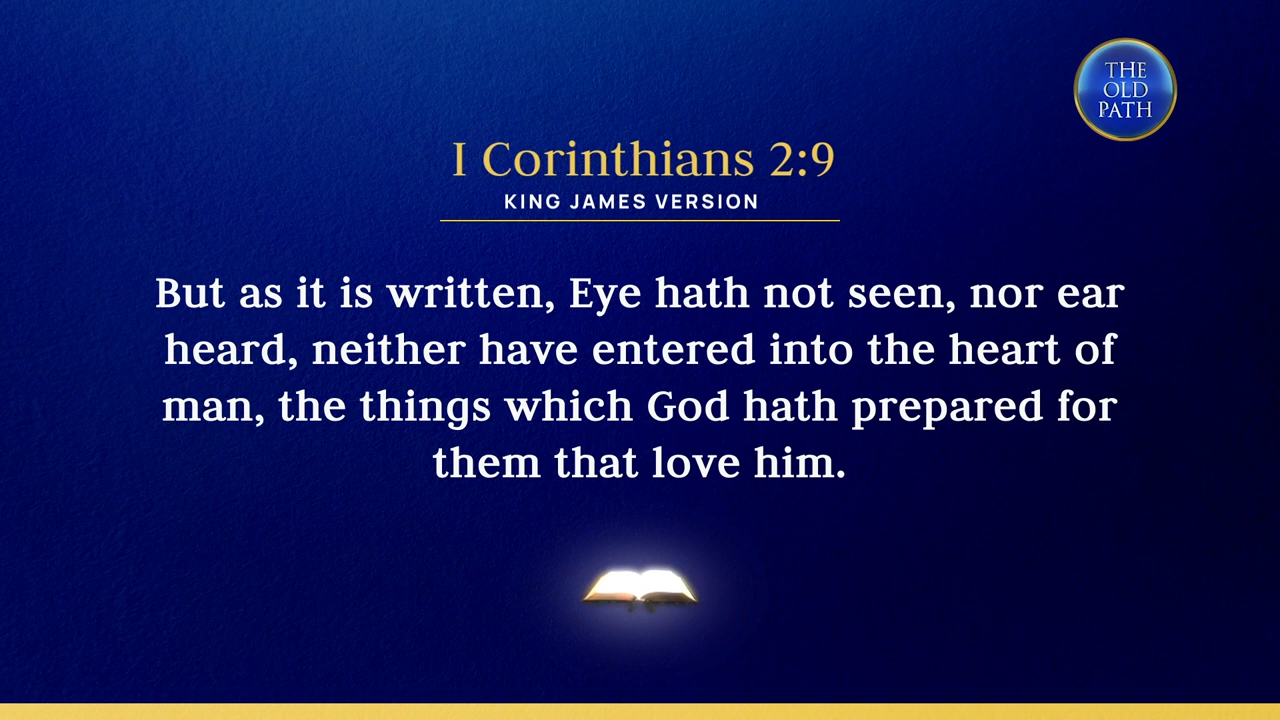 THE
OLD
PATH
I Corinthians 2:9
KING JAMES VERSION
But as it is written, Eye hath not seen, nor ear
heard, neither have entered into the heart of
man, the things which God hath prepared for
them that love him.